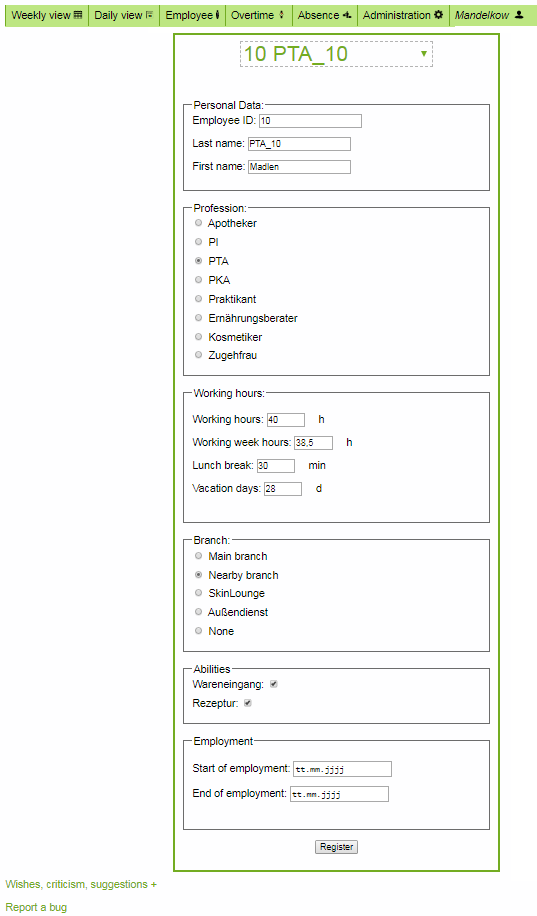 Weekly view Daily view Employee Overtime Absence Administration Mandelkow
10 PTA_10
Personal Data:
Employee ID: 10
Last name: PTA_10
First name: Madlen
Profession:
Apotheker
PI
PTA
PKA
Praktikant
Ernährungsberater
Kosmetiker
Zugehfrau
Working hours:
Working hours: 40 h
Working week hours: 38,5 h
Lunch break: 30 min
Vacation days: 28 d
Branch:
Main branch
Nearby branch
SkinLounge
Außendienst
None
Abilities
Wareneingang:
Rezeptur:
Employment
Start of employment: tt.mm.jjjj
End of employment: tt.mm.jjjj
Register
Wishes, criticism, suggestions +
Report a bug